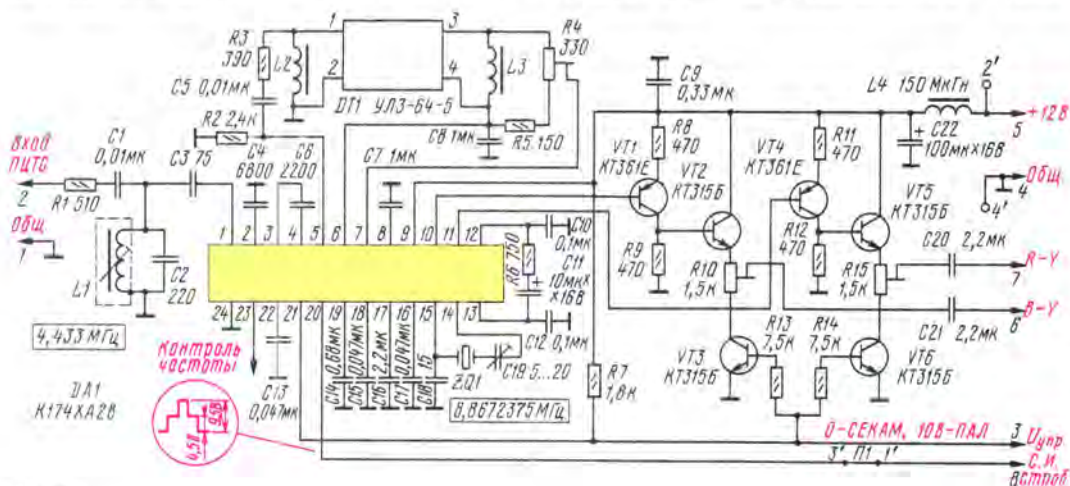 R3
390
L2
1
2
3
4
DT1 УЛЗ-64-5
L3
R4
330
C5 0,01мк
R2 2,4к
C8 1мк
R5 150
C9
0,33мк
L4 150 мкГн
2'
+12В
5
C22
100мк×16В
Общ.
4
4'
Вход
ПЦТС
2
C1
0,01мк
C3 75
C4
6800
C6
2200
C7 1мк
R1 510
Общ
1
L1
C2
220
4,433 МГц
R8
470
VT1
КТ361Е
VT2
КТ315Б
R9
470
R10
1,5к
VT3
КТ315Б
R11
470
VT4
КТ361Е
VT5
КТ315Б
R12
470
R15
1,5к
C20 2,2мк
R-Y
7
B-Y
6
C21 2,2мк
R13
7,5к
R14
7,5к
VT6
КТ315Б
1 2 3 4 5 6 7 8 9 10 11 12
24 23 22 21 20 19 18 17 16 15 14 13
R6 750
C10
0,1мк
C11
10мк×
×16В
C12 0,1мк
контроль
частоты
DA1
К174ХА28
C13
0,047мк
C14 0,68мк
C15 0,047мк
C16 2,2мк
C17 0,047мк
C18 15
ZQ1
C19 5...20
8,8672375МГц
R7
1,8к
4,5В
0-СЕКАМ, 10В-ПАЛ
3 Uупр
3' П1 1'
С.И.
8 строб